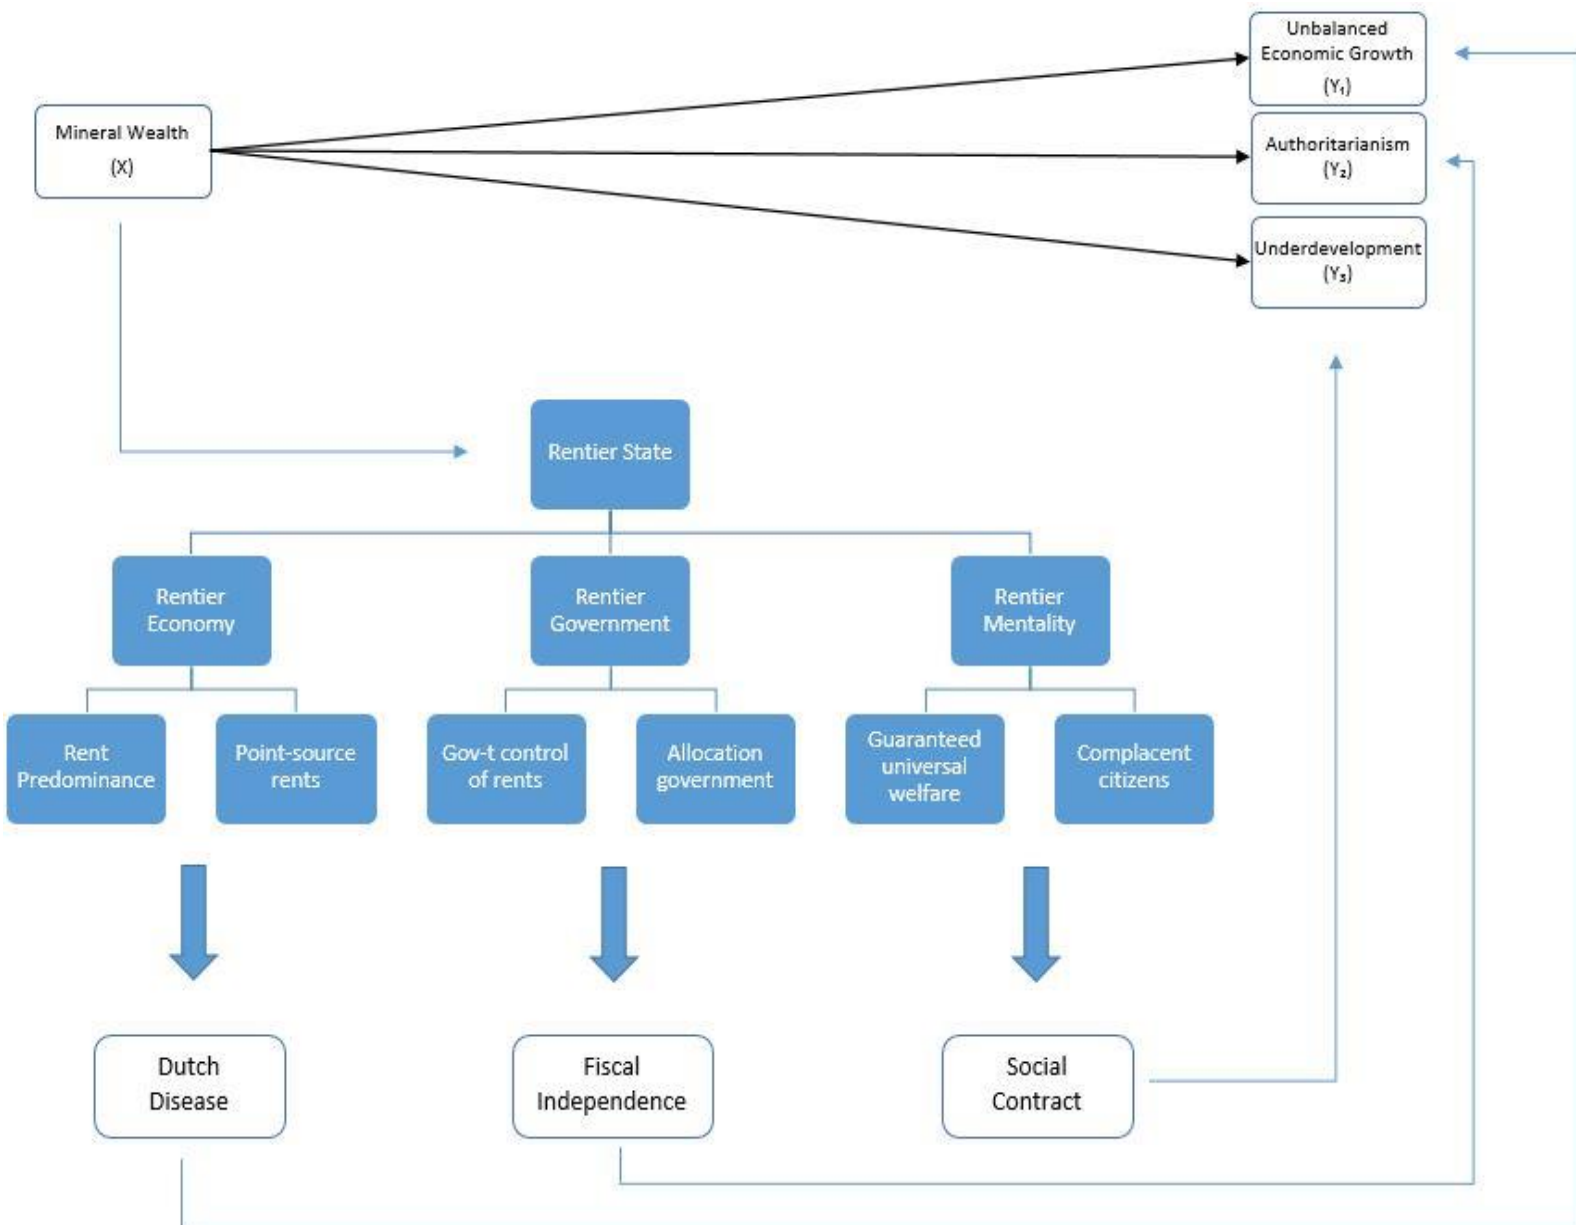 Unbalanced
Economic Growth
(Y₁)
Mineral Wealth
(X)
Authoritarianism
(Y₂)
Underdevelopment
(Y₃)
Rentier State
Rentier
Economy
Rentier
Government
Rentier
Mentality
Rent
Predominance
Point-source
rents
Gov-t control
of rents
Allocation
government
Guaranteed
universal
welfare
Complacent
citizens
Dutch
Disease
Fiscal
Independence
Social
Contract